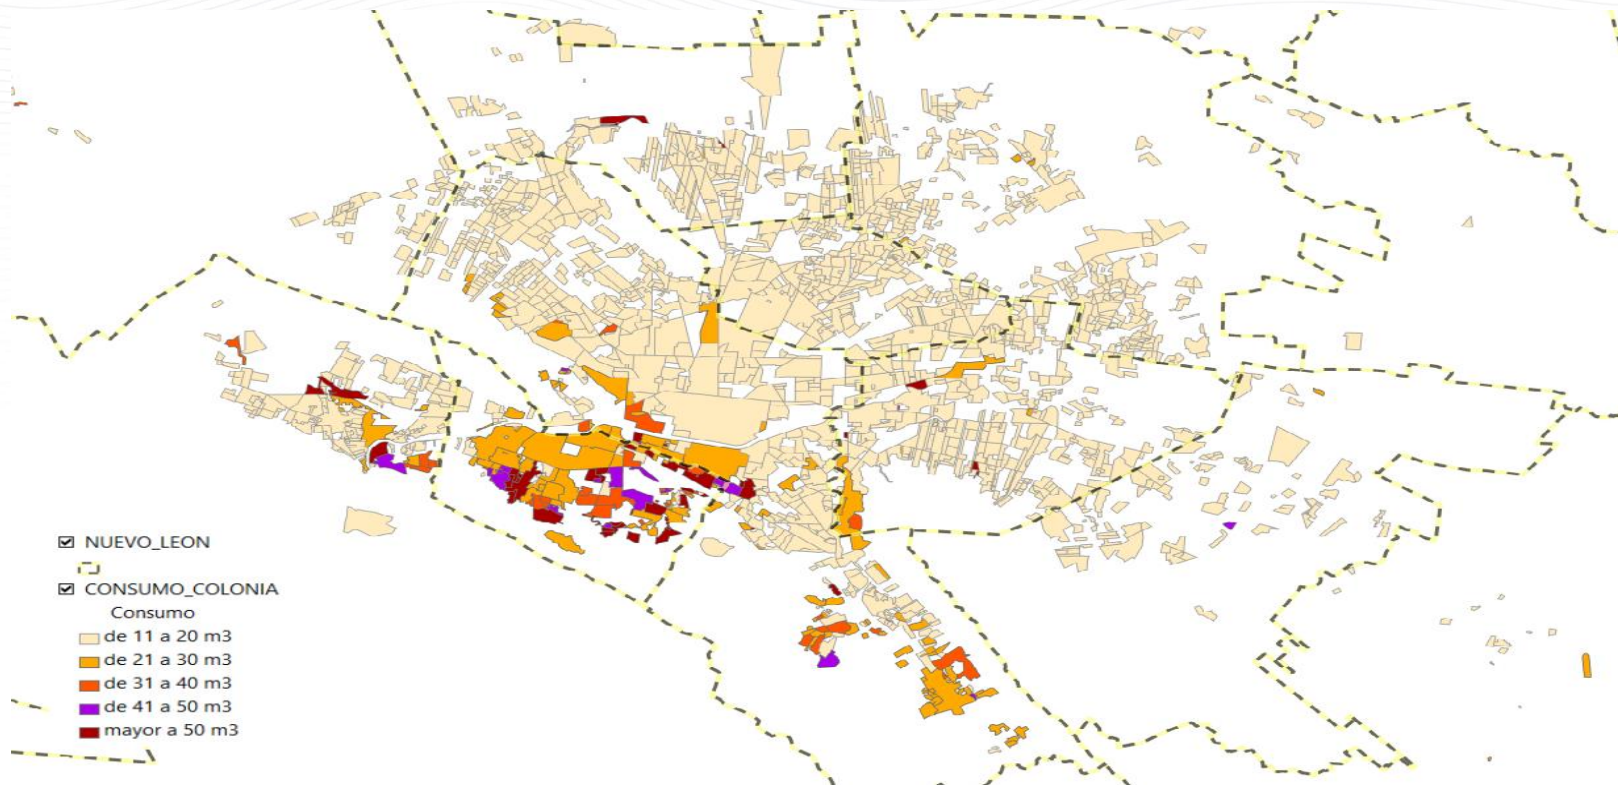 NUEVO_LEON
CONSUMO_COLONIA
Consumo
de 11 a 20 m3
de 21 a 30 m3
de 31 a 40 m3
de 41 a 50 m3
mayor a 50 m3